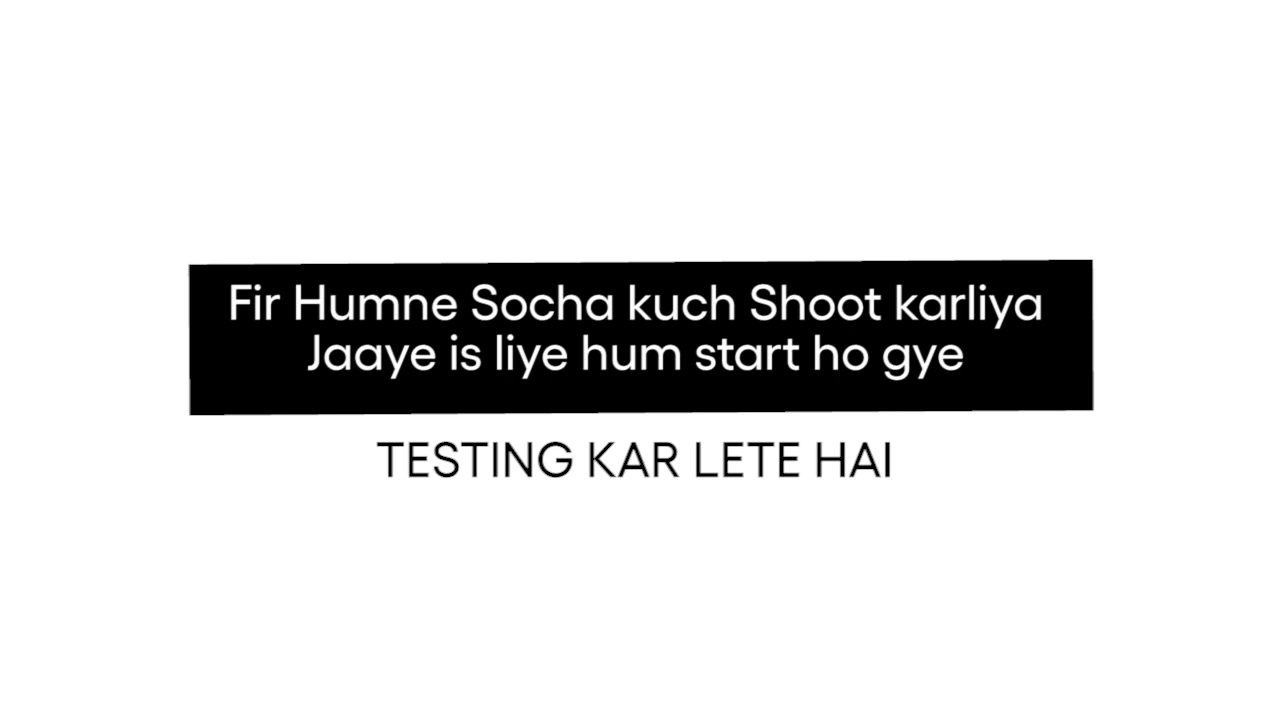 Fir Humne Socha kuch Shoot karliya
Jaaye is liye hum start ho gye
TESTING KAR LETE HAI